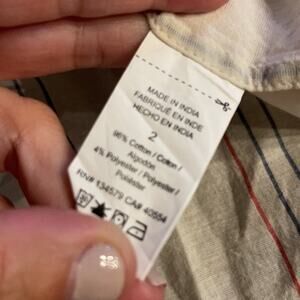 MADE IN INDIA
FABRIQUÉ EN INDE
HECHO EN INDIA
2
96% Cotton / Coton /
Algodón
4% Polyester / Polyester /
Poliéster
RN# 134579 CA# 40554